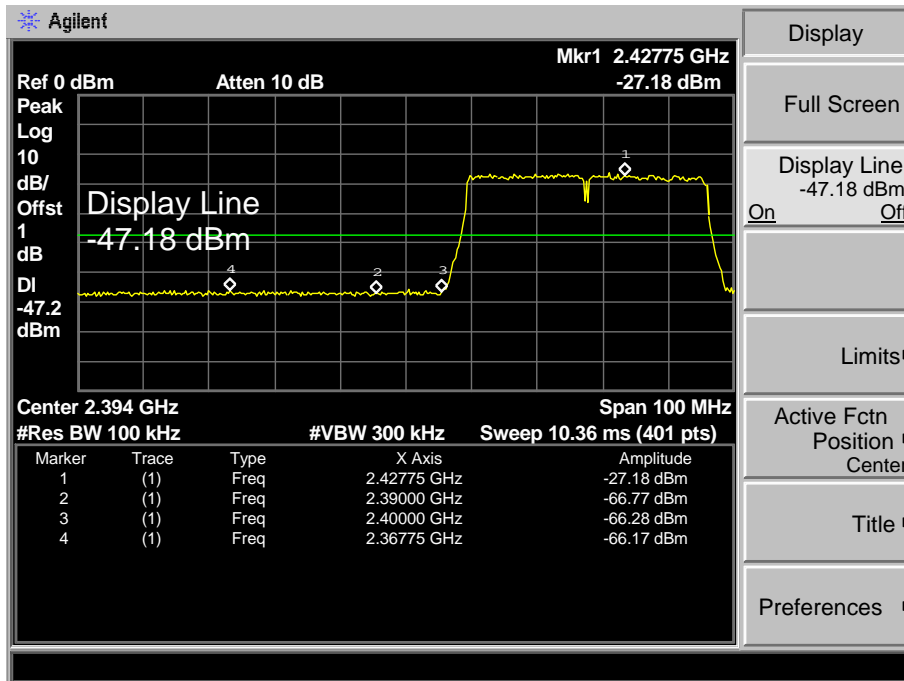 Agilent
Mkr1 2.42775 GHz
Ref 0 dBm Atten 10 dB -27.18 dBm
Peak
Log
10
dB/
Offst
1
dB
DI
-47.2
dBm
Display Line
-47.18 dBm
1
4
2
3
Center 2.394 GHz Span 100 MHz
#Res BW 100 kHz #VBW 300 kHz Sweep 10.36 ms (401 pts)
Marker Trace Type X Axis Amplitude
1 (1) Freq 2.42775 GHz -27.18 dBm
2 (1) Freq 2.39000 GHz -66.77 dBm
3 (1) Freq 2.40000 GHz -66.28 dBm
4 (1) Freq 2.36775 GHz -66.17 dBm
Display
Full Screen
Display Line
-47.18 dBm
On Off
Limits
Active Fctn
Position
Center
Title
Preferences